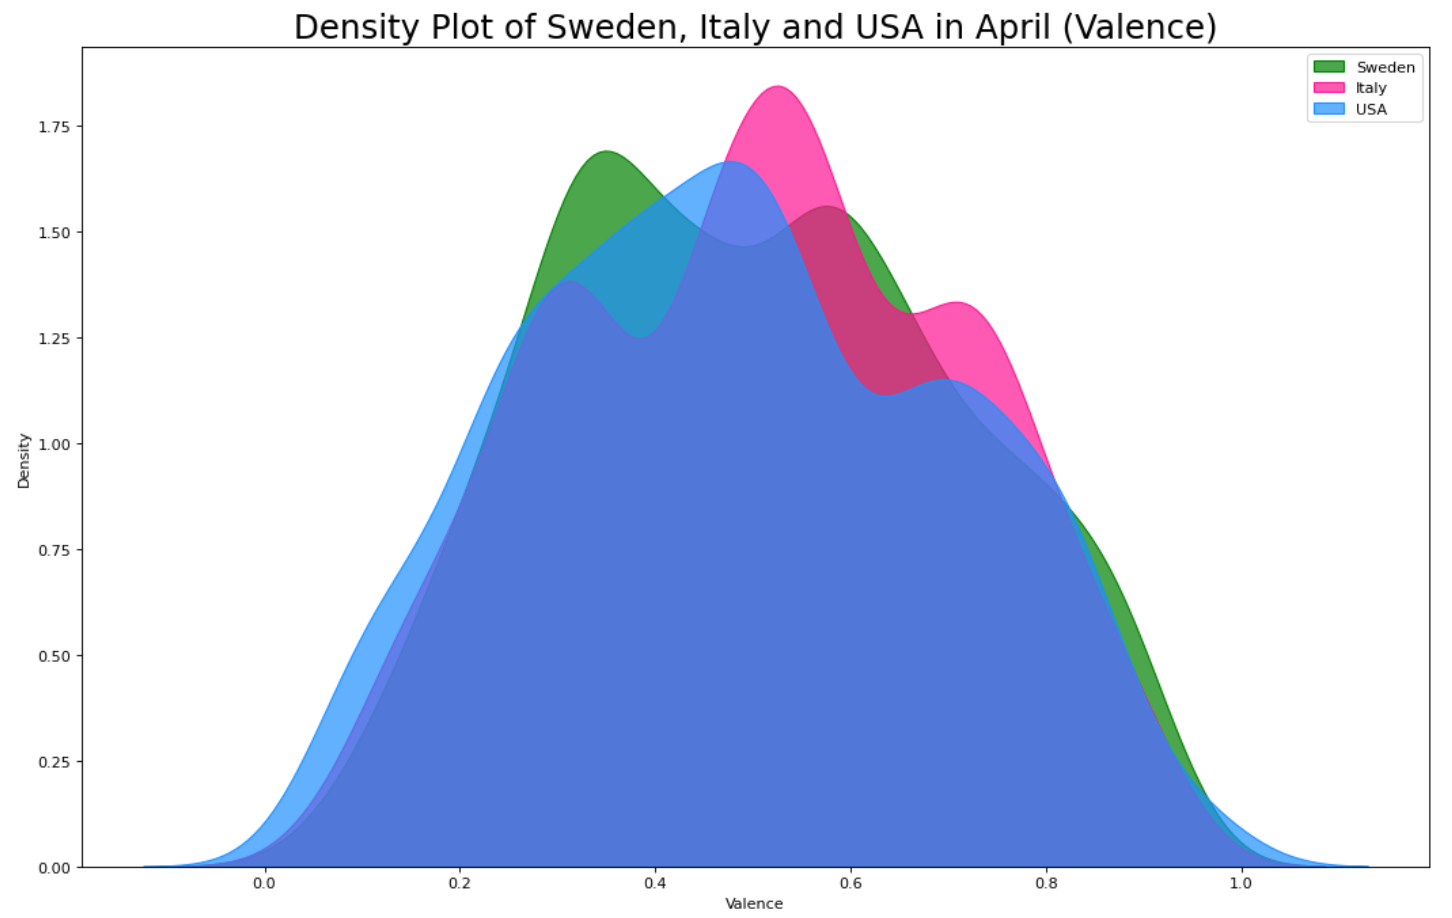 Density Plot of Sweden, Italy and USA in April (Valence)
Sweden
Italy
USA
1.75
1.50
1.25
1.00
0.75
0.50
0.25
0.00
Density
0.0 0.2 0.4 0.6 0.8 1.0
Valence